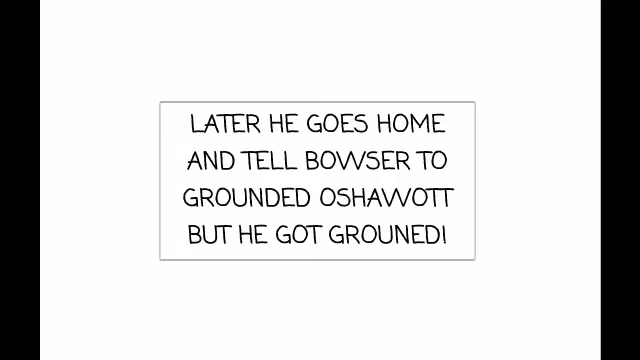 LATER HE GOES HOME
AND TELL BOWSER TO
GROUNDED OSHAWOTT
BUT HE GOT GROUNED!